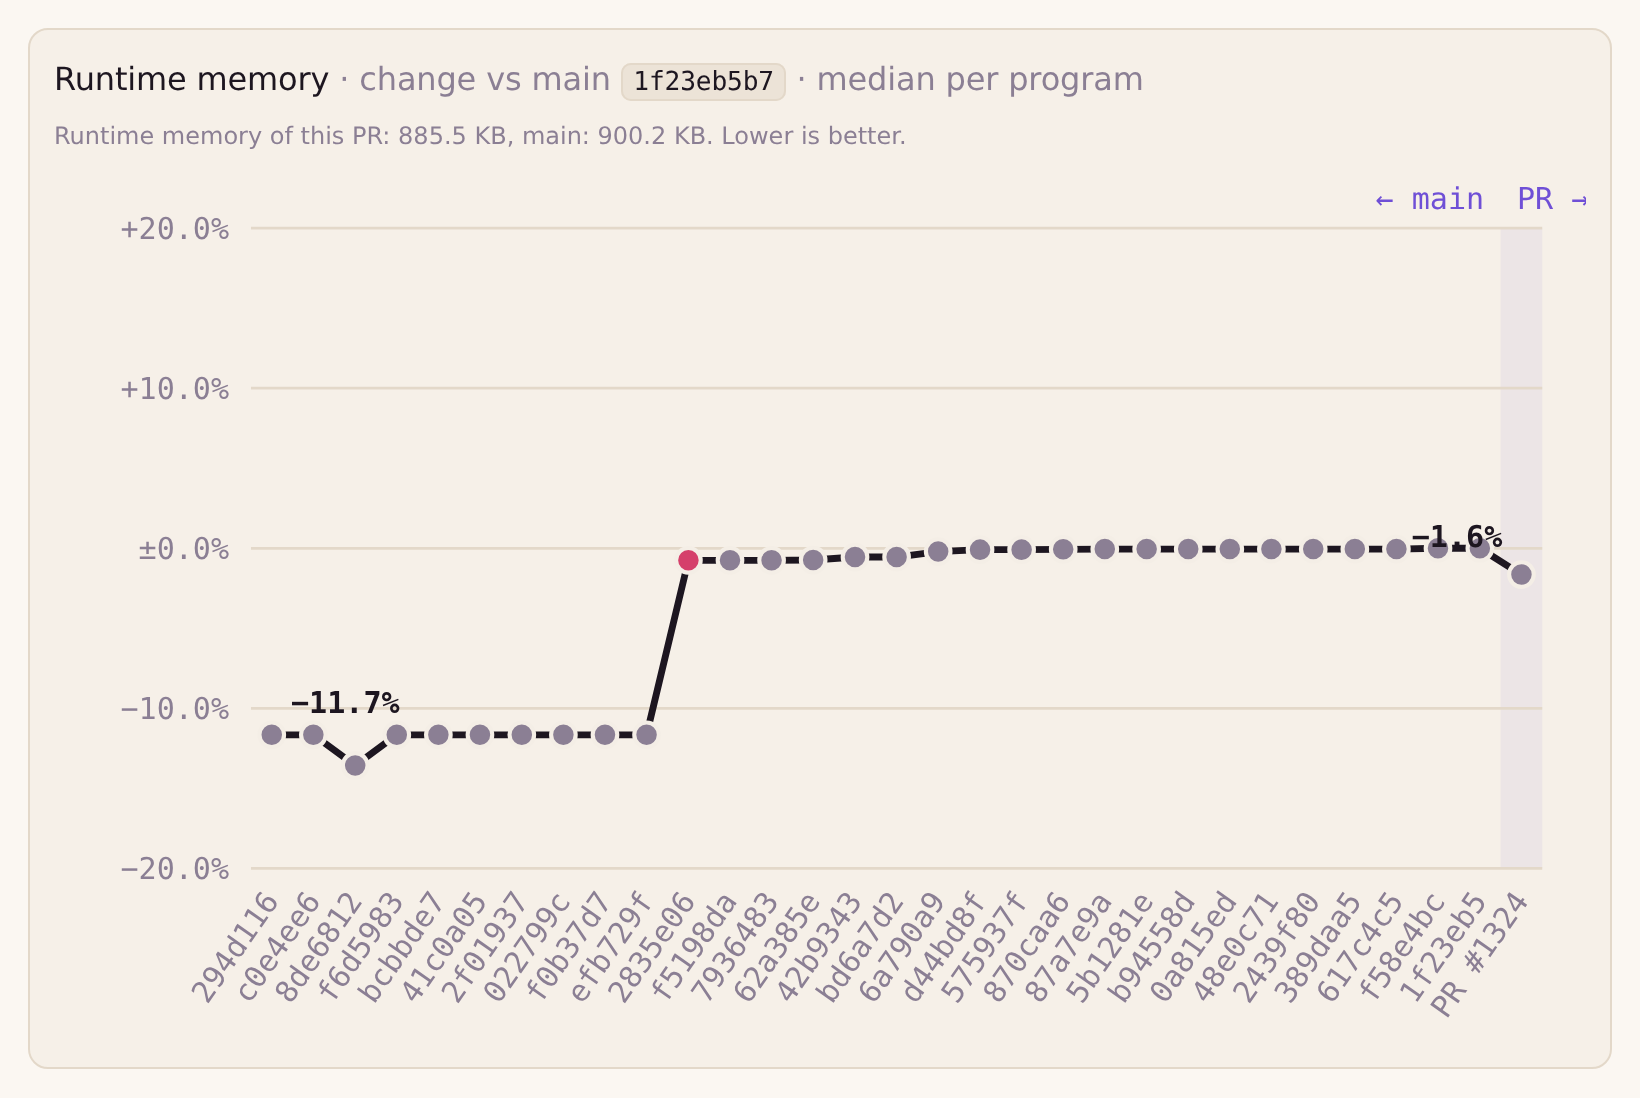 Runtime memory · change vs main 1f23eb5b7 · median per program
Runtime memory of this PR: 885.5 KB, main: 900.2 KB. Lower is better.
← main PR →
+20.0%
+10.0%
±0.0%
−10.0%
−20.0%
−11.7%
−1.6%
294d116
c0e4ee6
8de6812
f6d5983
bcbbde7
41c0a05
2f01937
022799c
f0b37d7
efb729f
2835e06
f5198da
7936483
62a385e
42b9343
bd6a7d2
6a790a9
d44bd8f
575937f
870caa6
87a7e9a
5b1281e
b94558d
0a815ed
48e0c71
2439f80
389daa5
617c4c5
f58e4bc
1f23eb5
PR #1324